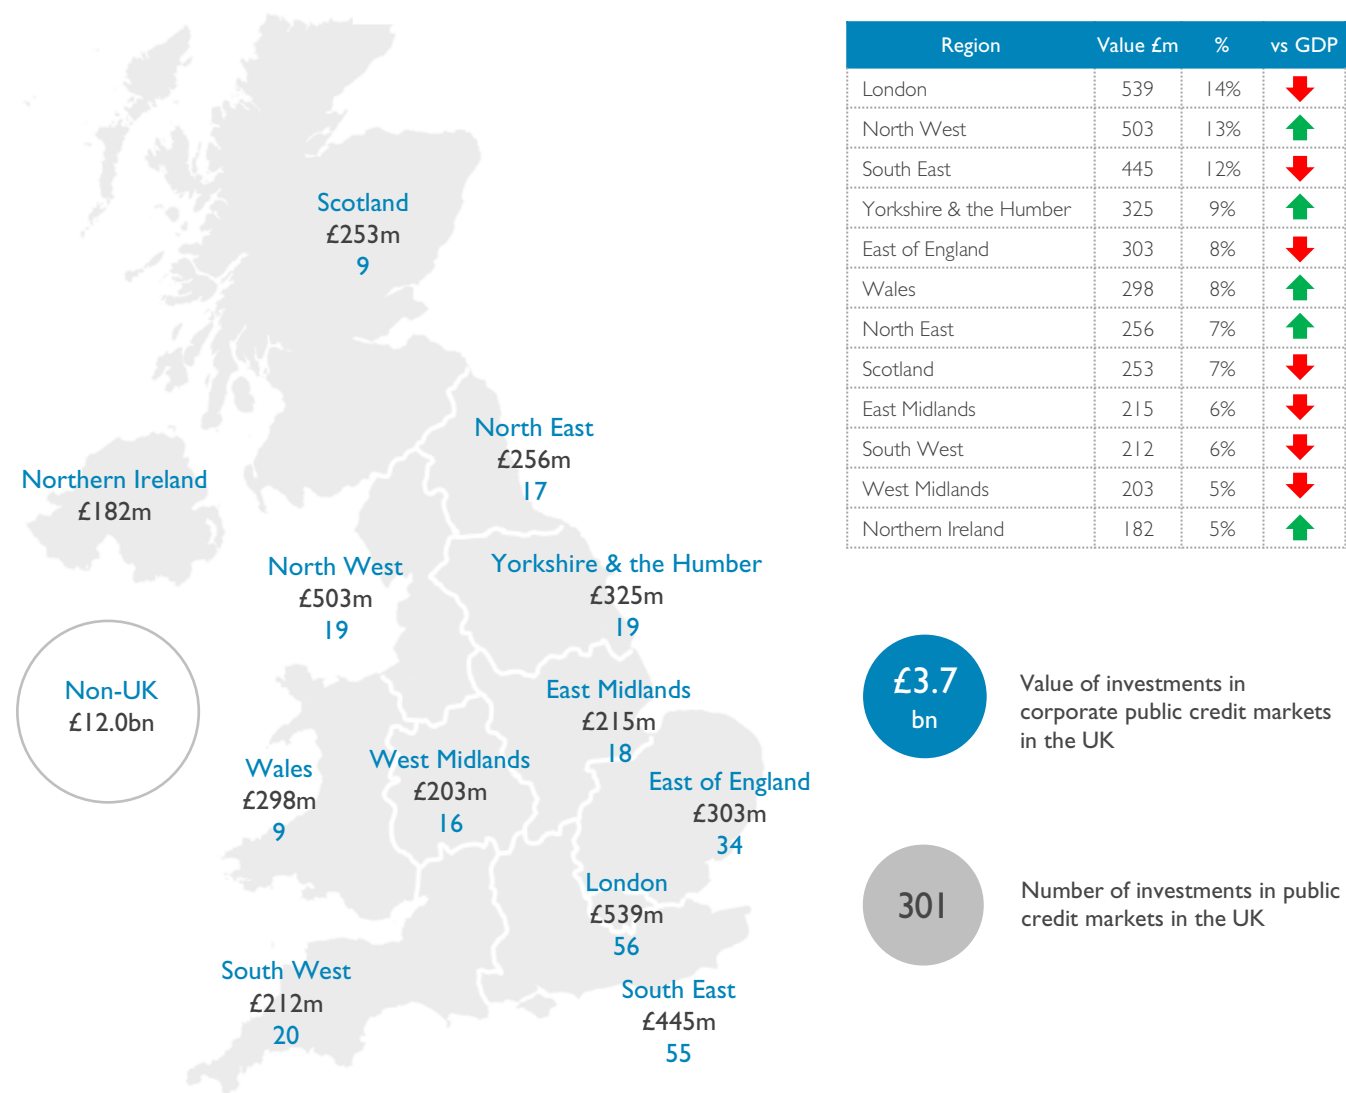 Scotland
£253m
9
North East
£256m
17
Northern Ireland
£182m
North West
£503m
19
Yorkshire & the Humber
£325m
19
Non-UK
£12.0bn
East Midlands
£215m
18
Wales
£298m
9
West Midlands
£203m
16
East of England
£303m
34
London
£539m
56
South West
£212m
20
South East
£445m
55
Region Value £m % vs GDP
London 539 14%
North West 503 13%
South East 445 12%
Yorkshire & the Humber 325 9%
East of England 303 8%
Wales 298 8%
North East 256 7%
Scotland 253 7%
East Midlands 215 6%
South West 212 6%
West Midlands 203 5%
Northern Ireland 182 5%
£3.7
bn
Value of investments in
corporate public credit markets
in the UK
301
Number of investments in public
credit markets in the UK